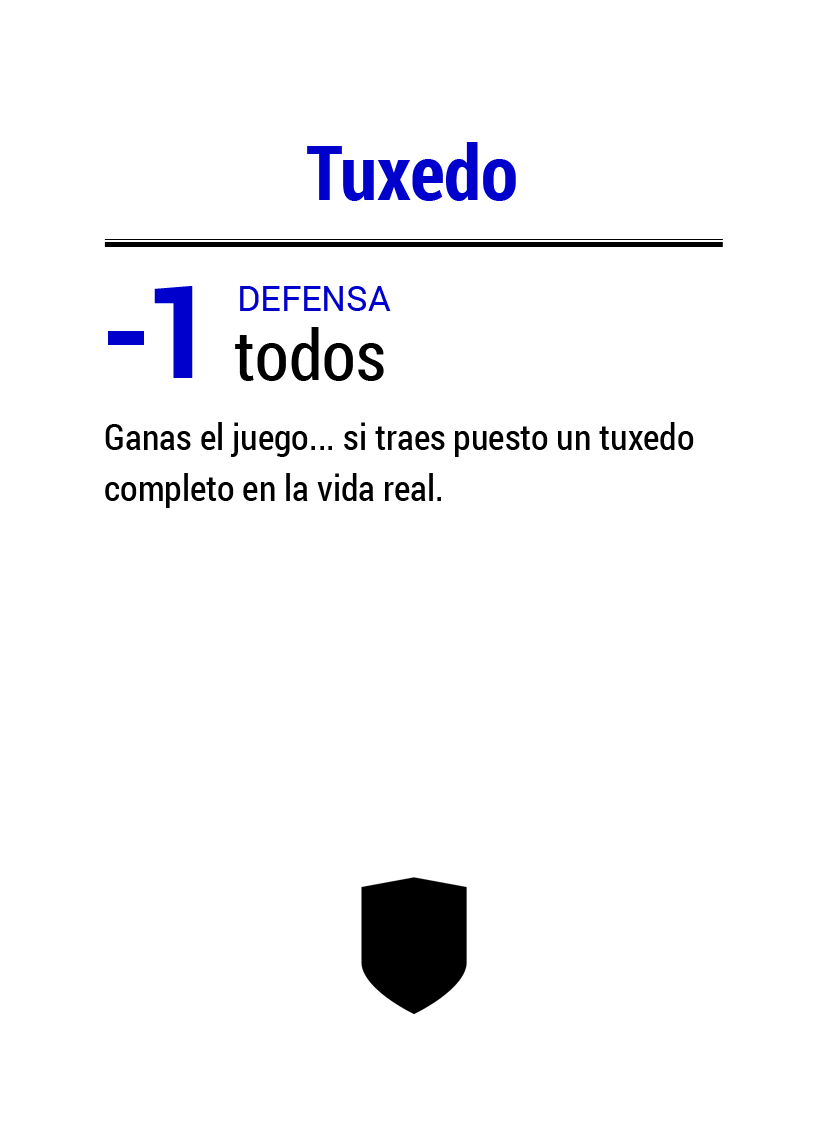 Tuxedo
-1 DEFENSA
todos
Ganas el juego... si traes puesto un tuxedo
completo en la vida real.